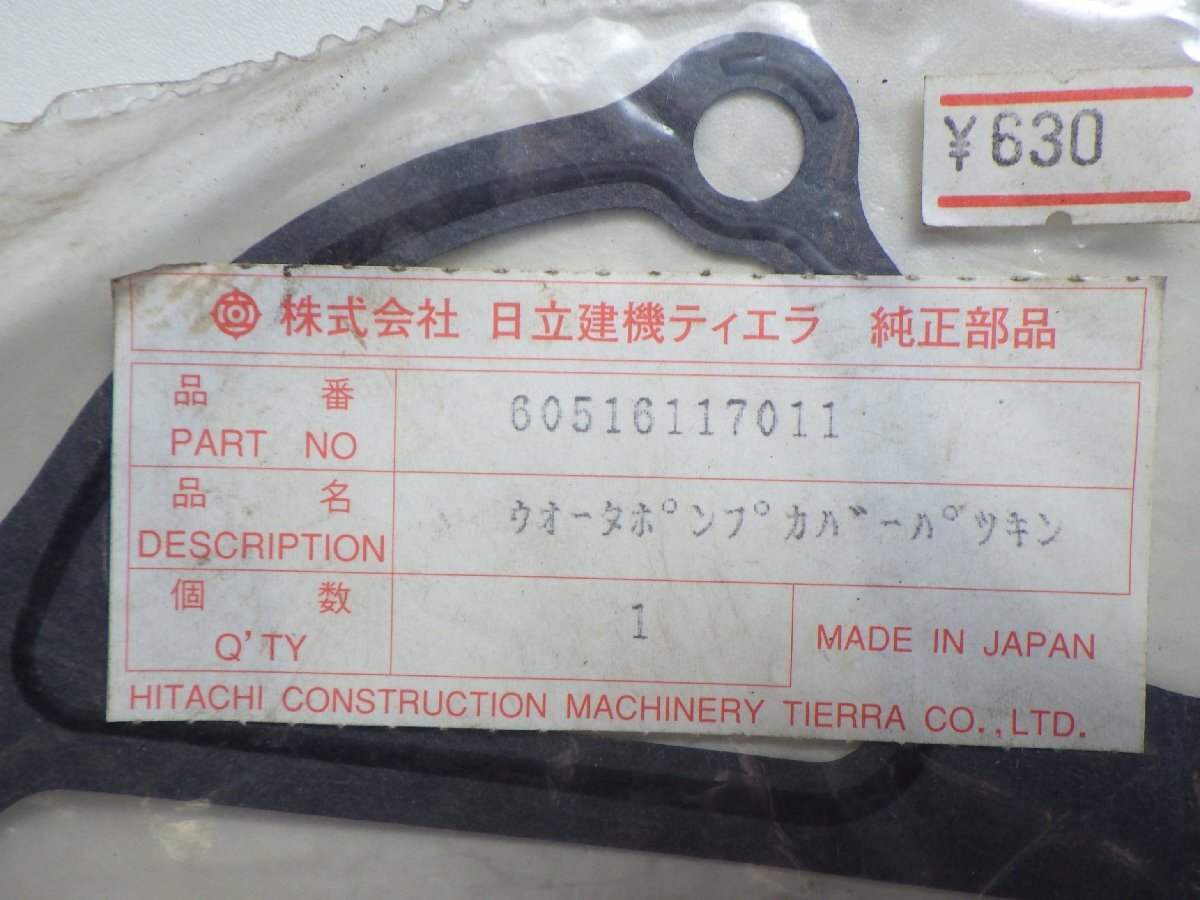 ¥630
株式会社 日立建機ティエラ 純正部品
品番 60516117011
PART NO
品名 ウオータポンプカバーパツキン
DESCRIPTION
個数 1
Q'TY
MADE IN JAPAN
HITACHI CONSTRUCTION MACHINERY TIERRA CO.,LTD.